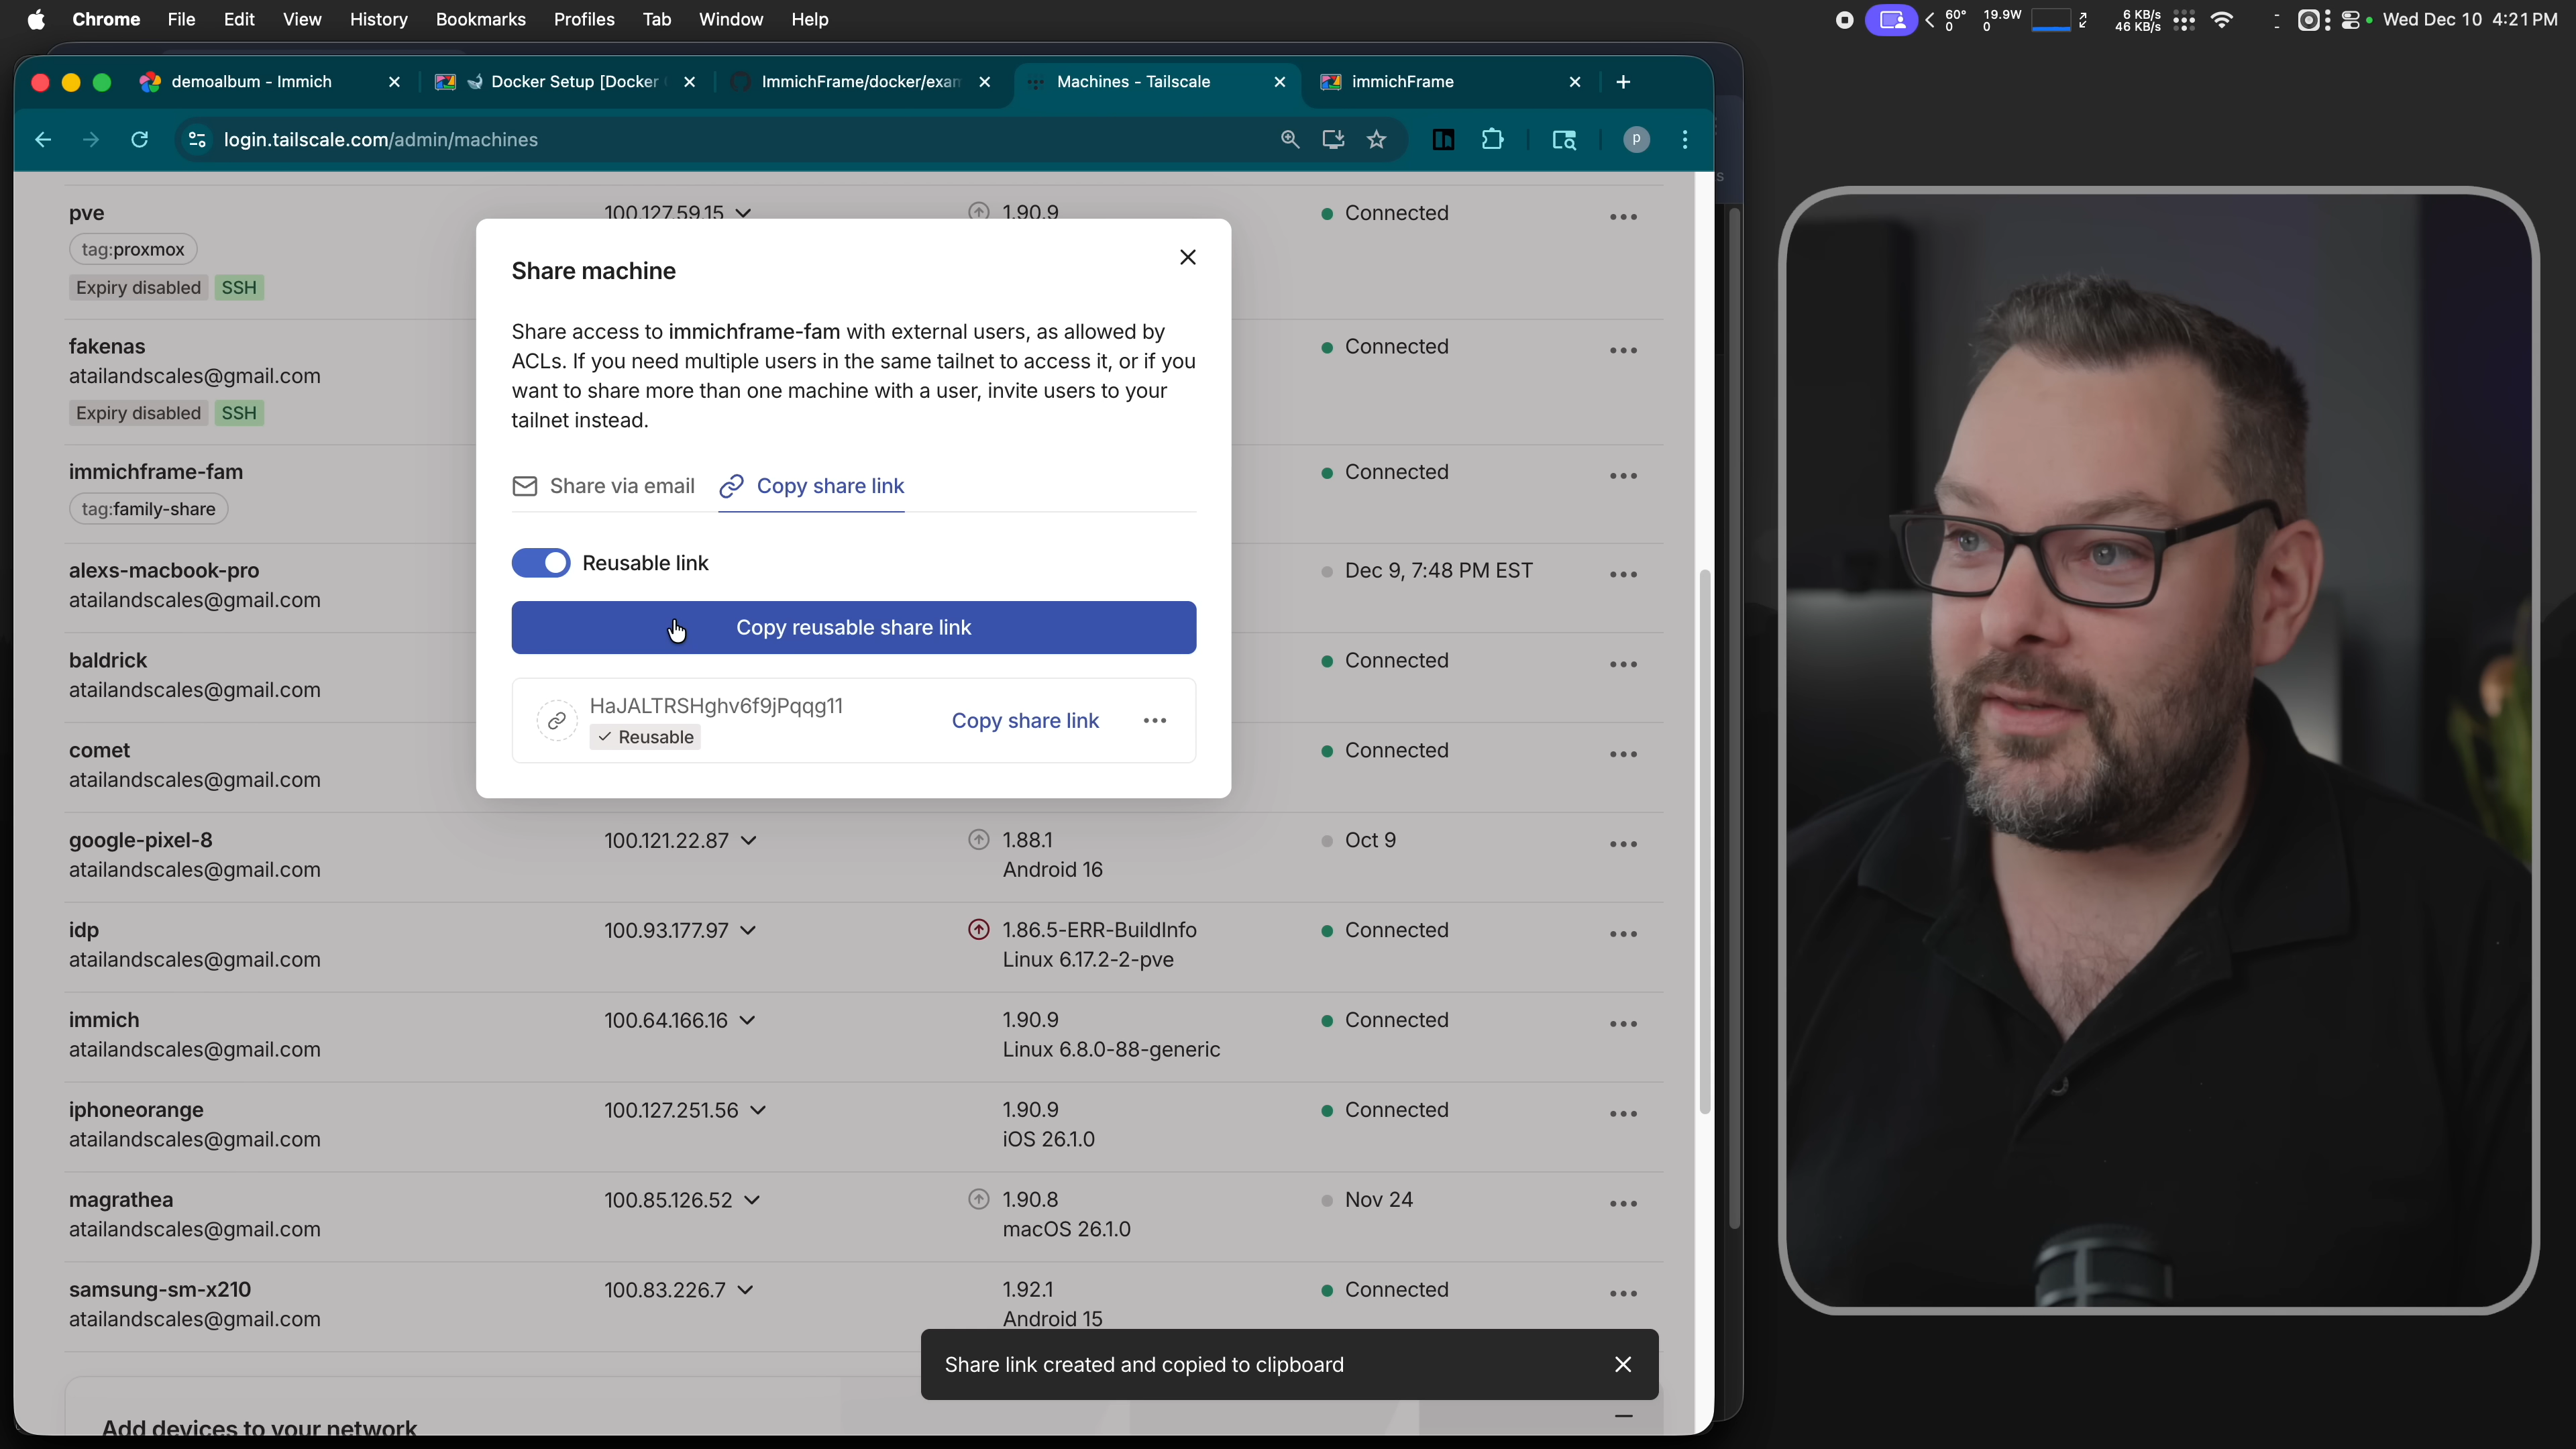 Chrome File Edit View History Bookmarks Profiles Tab Window Help
60° 0 19.9W 0 6 KB/s 46 KB/s Wed Dec 10 4:21 PM
demoalbum - Immich
Docker Setup [Docker
ImmichFrame/docker/exam
Machines - Tailscale
immichFrame
login.tailscale.com/admin/machines
p
pve 100.127.59.15 1.90.9 Connected
tag:proxmox
Expiry disabled SSH
fakenas Connected
atailandscales@gmail.com
Expiry disabled SSH
immichframe-fam Connected
tag:family-share
alexs-macbook-pro Dec 9, 7:48 PM EST
atailandscales@gmail.com
baldrick Connected
atailandscales@gmail.com
comet Connected
atailandscales@gmail.com
Share machine
Share access to immichframe-fam with external users, as allowed by
ACLs. If you need multiple users in the same tailnet to access it, or if you
want to share more than one machine with a user, invite users to your
tailnet instead.
Share via email Copy share link
Reusable link
Copy reusable share link
HaJALTRSHghv6f9jPqqg11
Reusable
Copy share link
google-pixel-8 100.121.22.87 1.88.1 Oct 9
atailandscales@gmail.com Android 16
idp 100.93.177.97 1.86.5-ERR-BuildInfo Connected
atailandscales@gmail.com Linux 6.17.2-2-pve
immich 100.64.166.16 1.90.9 Connected
atailandscales@gmail.com Linux 6.8.0-88-generic
iphoneorange 100.127.251.56 1.90.9 Connected
atailandscales@gmail.com iOS 26.1.0
magrathea 100.85.126.52 1.90.8 Nov 24
atailandscales@gmail.com macOS 26.1.0
samsung-sm-x210 100.83.226.7 1.92.1 Connected
atailandscales@gmail.com Android 15
Share link created and copied to clipboard
Add devices to your network